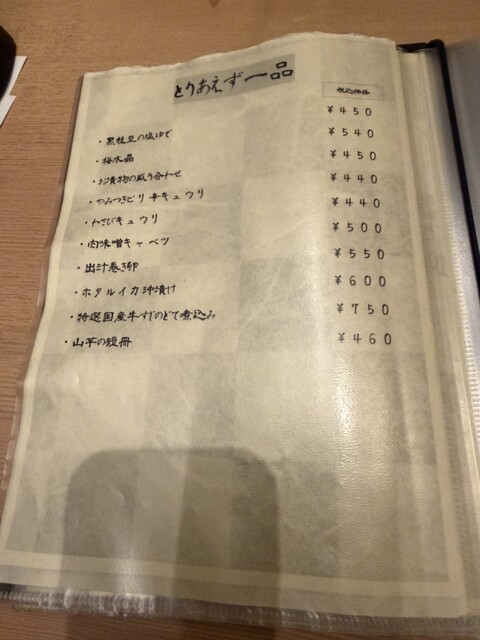 とりあえず一品
税込価格
・黒枝豆の塩ゆで ￥450
・梅水晶 ￥540
・お漬物の盛り合わせ ￥450
・やみつきピリ辛キュウリ ￥440
・わさびキュウリ ￥440
・肉味噌キャベツ ￥500
・出汁巻き卵 ￥550
・ホタルイカ沖漬け ￥600
・特選国産牛すじのどて煮込み ￥750
・山芋の短冊 ￥460